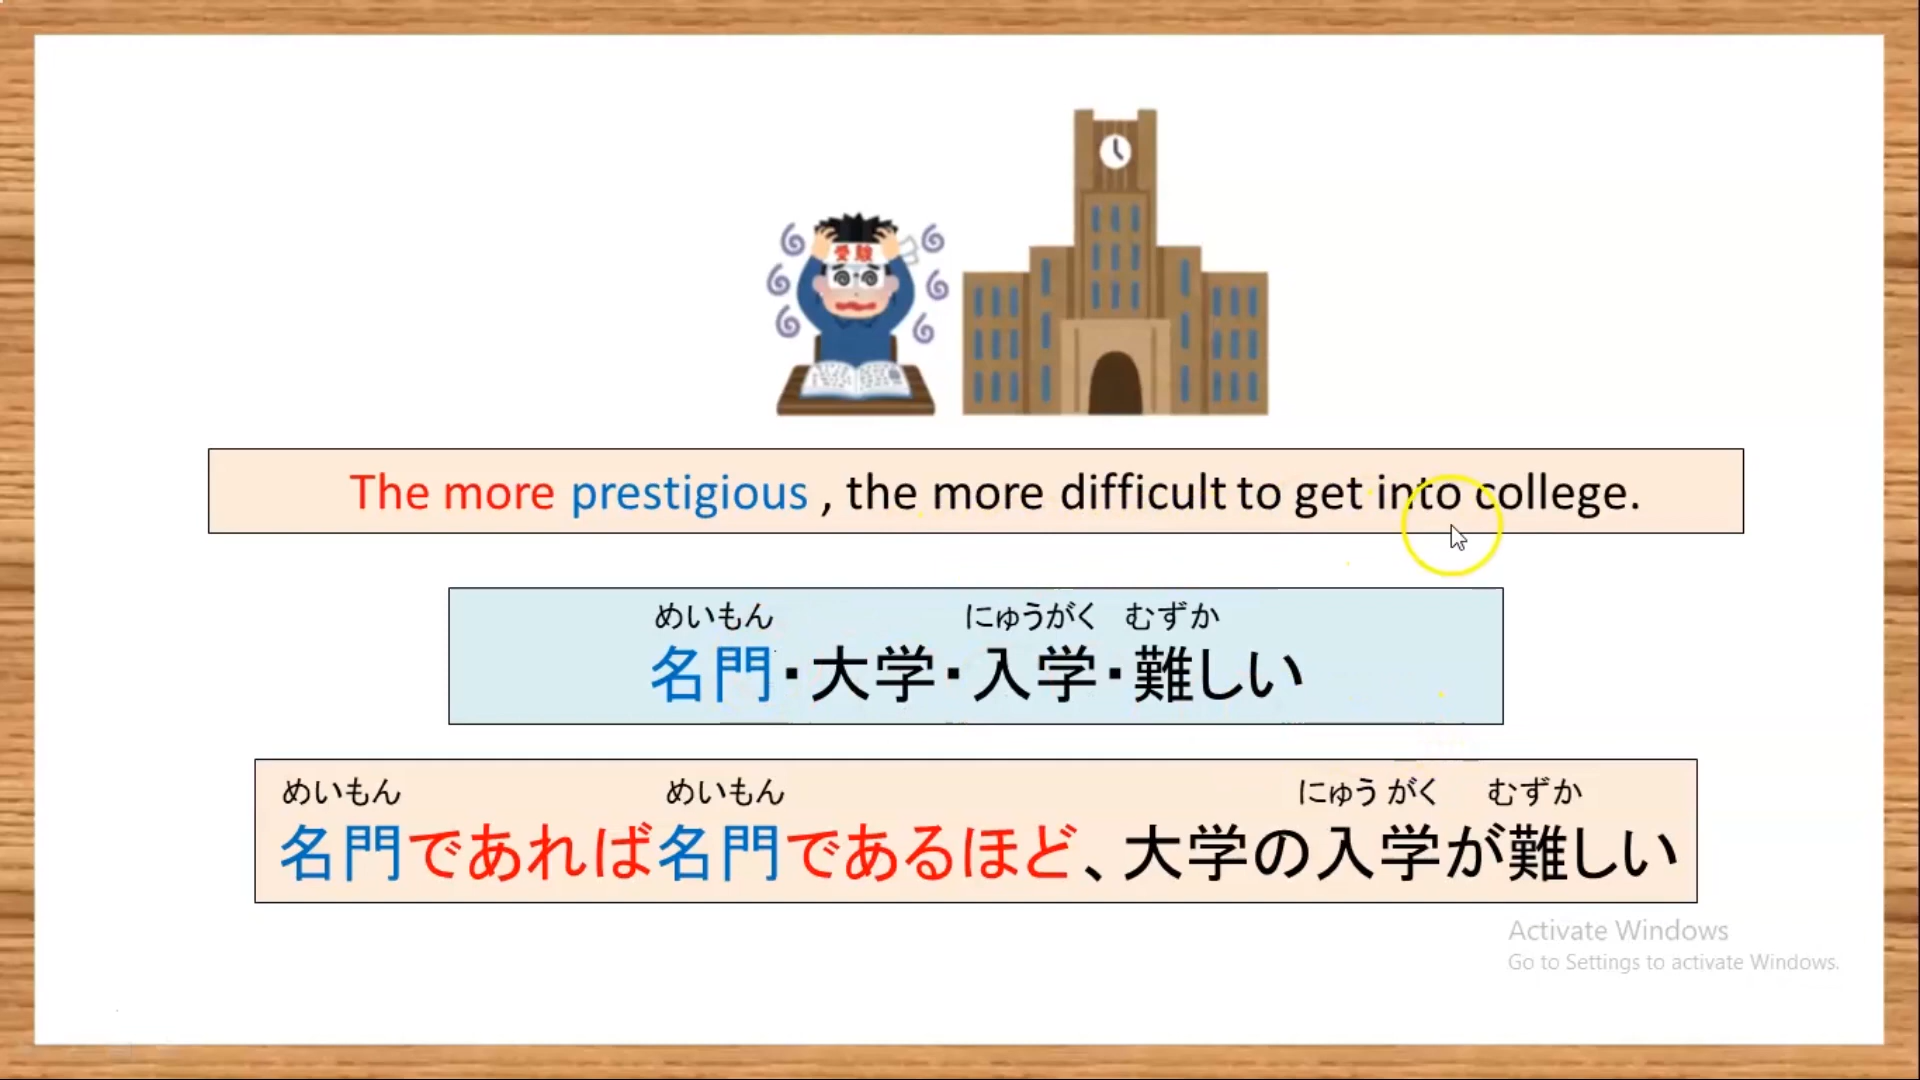 受験
The more prestigious , the more difficult to get into college.
めいもん にゅうがく むずか
名門・大学・入学・難しい
めいもん めいもん にゅう がく むずか
名門であれば名門であるほど、大学の入学が難しい
Activate Windows
Go to Settings to activate Windows.